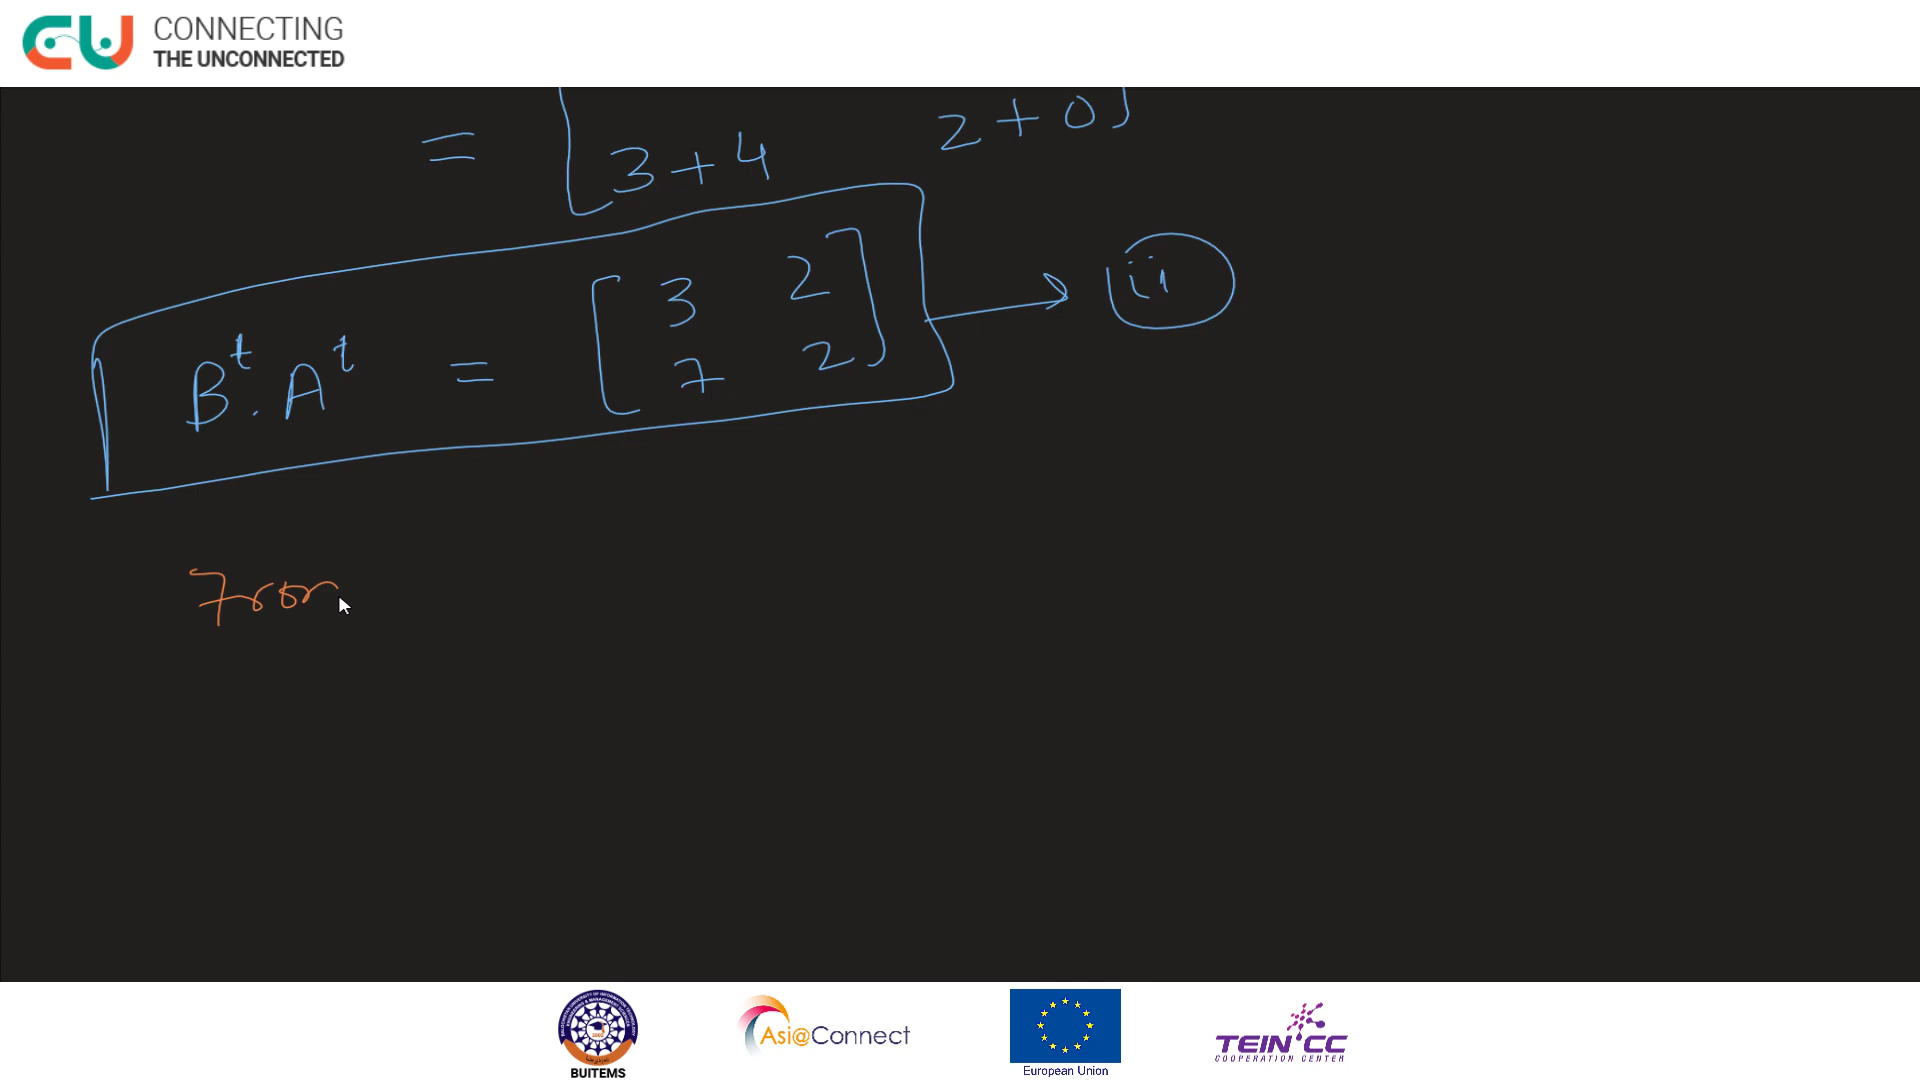 CONNECTING
THE UNCONNECTED
= [ 2 + 0 ]
3 + 4
B^t . A^t = [ 3 2
7 2 ] → ii
From
BUITEMS
Asi@Connect
European Union
TEIN*CC
COOPERATION CENTER